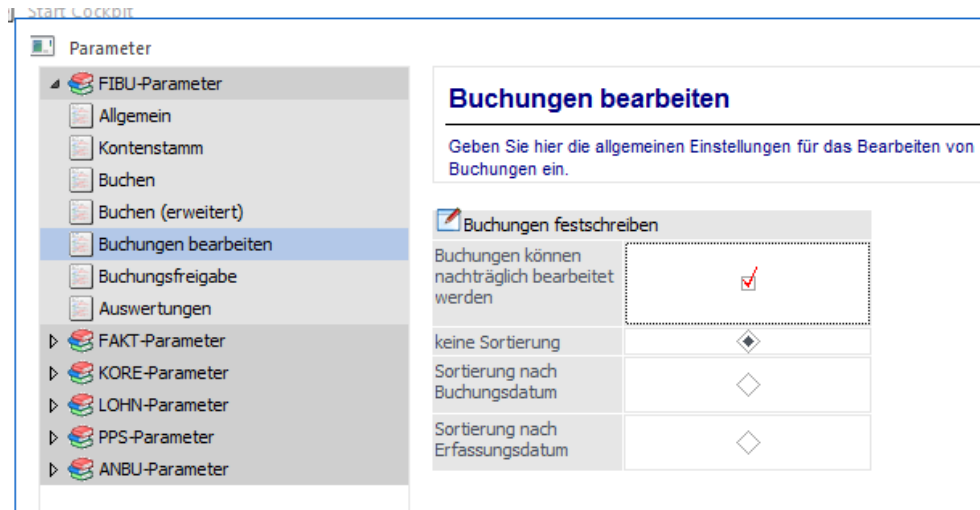 Start Cockpit
Parameter
FIBU-Parameter
Allgemein
Kontenstamm
Buchen
Buchen (erweitert)
Buchungen bearbeiten
Buchungsfreigabe
Auswertungen
FAKT-Parameter
KORE-Parameter
LOHN-Parameter
PPS-Parameter
ANBU-Parameter
Buchungen bearbeiten
Geben Sie hier die allgemeinen Einstellungen für das Bearbeiten von
Buchungen ein.
Buchungen festschreiben
Buchungen können
nachträglich bearbeitet
werden
keine Sortierung
Sortierung nach
Buchungsdatum
Sortierung nach
Erfassungsdatum